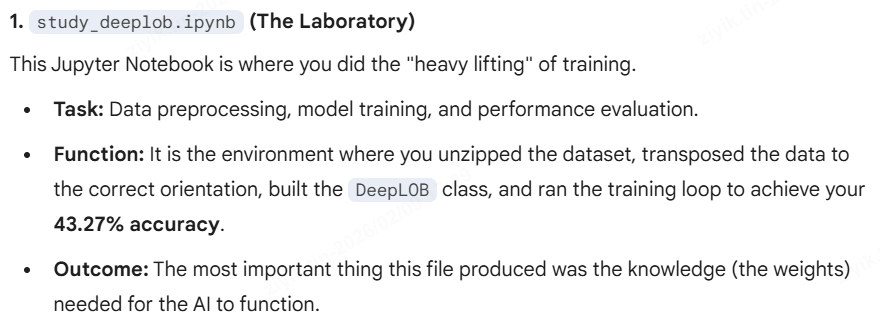 1. study_deeplob.ipynb (The Laboratory)
This Jupyter Notebook is where you did the "heavy lifting" of training.
• Task: Data preprocessing, model training, and performance evaluation.
• Function: It is the environment where you unzipped the dataset, transposed the data to
the correct orientation, built the DeepLOB class, and ran the training loop to achieve your
43.27% accuracy.
• Outcome: The most important thing this file produced was the knowledge (the weights)
needed for the AI to function.